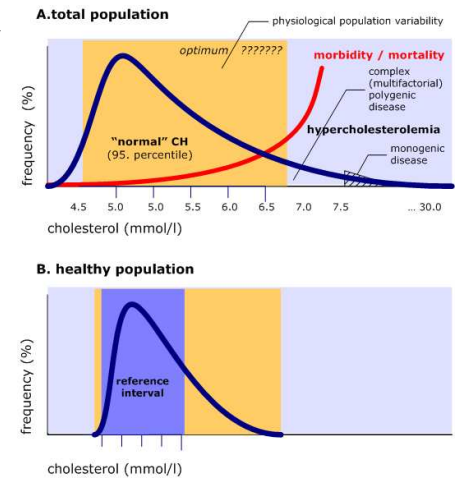 A.total population
physiological population variability
optimum ???????
morbidity / mortality
complex
(multifactorial)
polygenic
disease
"normal" CH
(95. percentile)
hypercholesterolemia
monogenic
disease
frequency (%)
4.5 5.0 5.0 5.5 6.0 6.5 7.0 7.5 ... 30.0
cholesterol (mmol/l)
B. healthy population
reference
interval
frequency (%)
cholesterol (mmol/l)